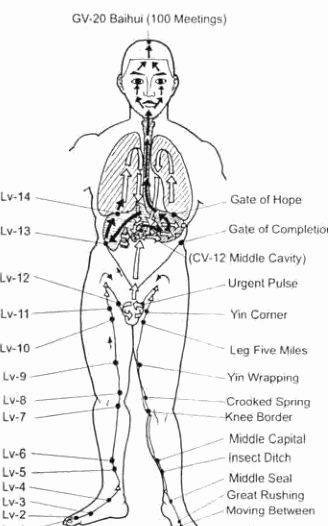 GV-20 Baihui (100 Meetings)
Lv-14
Gate of Hope
Lv-13
Gate of Completion
(CV-12 Middle Cavity)
Lv-12
Urgent Pulse
Lv-11
Yin Corner
Lv-10
Leg Five Miles
Lv-9
Yin Wrapping
Lv-8
Crooked Spring
Lv-7
Knee Border
Middle Capital
Lv-6
Insect Ditch
Lv-5
Middle Seal
Lv-4
Great Rushing
Lv-3
Moving Between
Lv-2